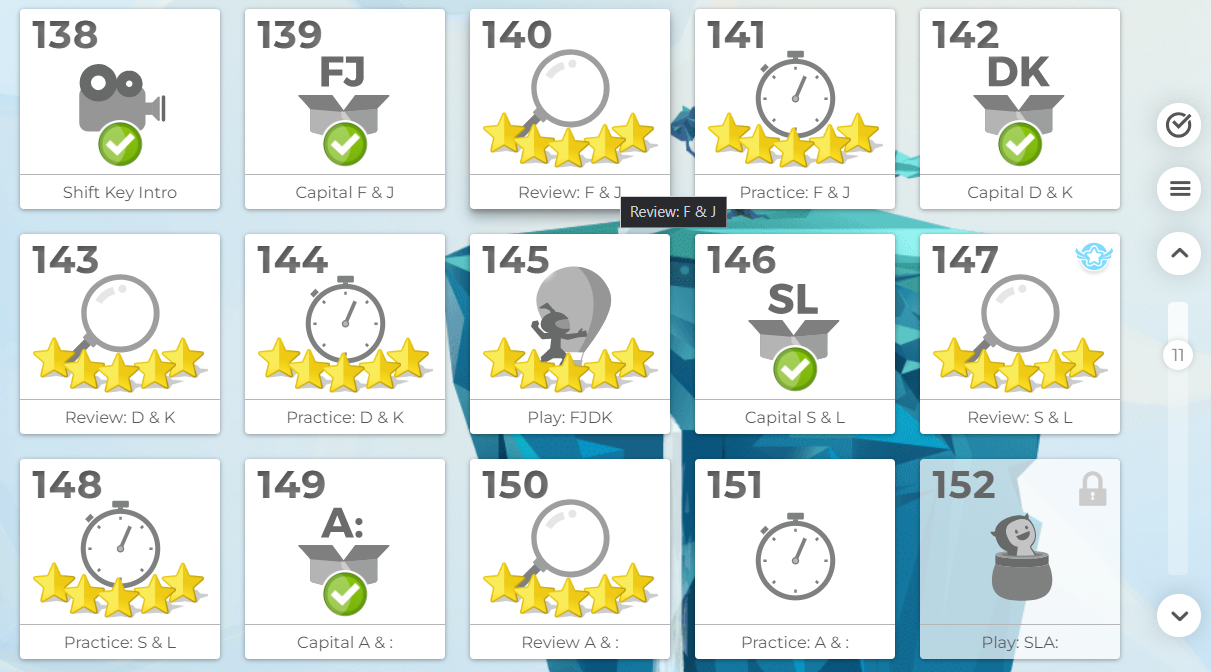 138
Shift Key Intro
139
FJ
Capital F & J
140
Review: F & J
141
Practice: F & J
142
DK
Capital D & K
Review: F & J
143
Review: D & K
144
Practice: D & K
145
Play: FJDK
146
SL
Capital S & L
147
Review: S & L
11
148
Practice: S & L
149
A:
Capital A & :
150
Review A & :
151
Practice: A & :
152
Play: SLA: